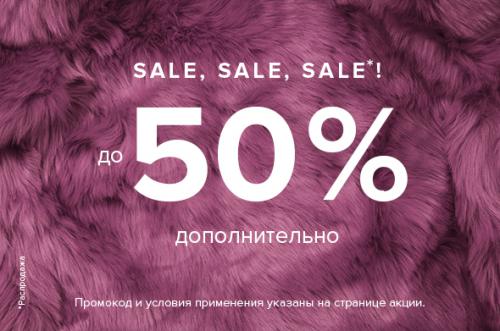 SALE, SALE, SALE*!
до 50%
дополнительно
Промокод и условия применения указаны на странице акции.
*Распродажа